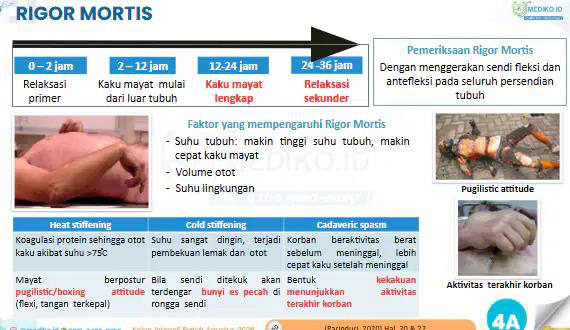 RIGOR MORTIS
MEDIKO.ID
0 – 2 jam
2 – 12 jam
12-24 jam
24 -36 jam
Relaksasi
primer
Kaku mayat mulai
dari luar tubuh
Kaku mayat
lengkap
Relaksasi
sekunder
Pemeriksaan Rigor Mortis
Dengan menggerakan sendi fleksi dan
antefleksi pada seluruh persendian
tubuh
Faktor yang mempengaruhi Rigor Mortis
- Suhu tubuh: makin tinggi suhu tubuh, makin
cepat kaku mayat
- Volume otot
- Suhu lingkungan
MEDIKO.ID
Pugilistic attitude
Heat stiffening
Cold stiffening
Cadaveric spasm
Koagulasi protein sehingga otot
kaku akibat suhu >75°C
Suhu sangat dingin, terjadi
pembekuan lemak dan otot
Korban beraktivitas berat
sebelum meninggal, lebih
cepat kaku setelah meninggal
Mayat berpostur
pugilistic/boxing attitude
(flexi, tangan terkepal)
Bila sendi ditekuk akan
terdengar bunyi es pecah di
rongga sendi
Bentuk kekakuan
menunjukkan aktivitas
terakhir korban
Aktivitas terakhir korban
4A
(Parinduri, 2020) Hal. 20 & 22